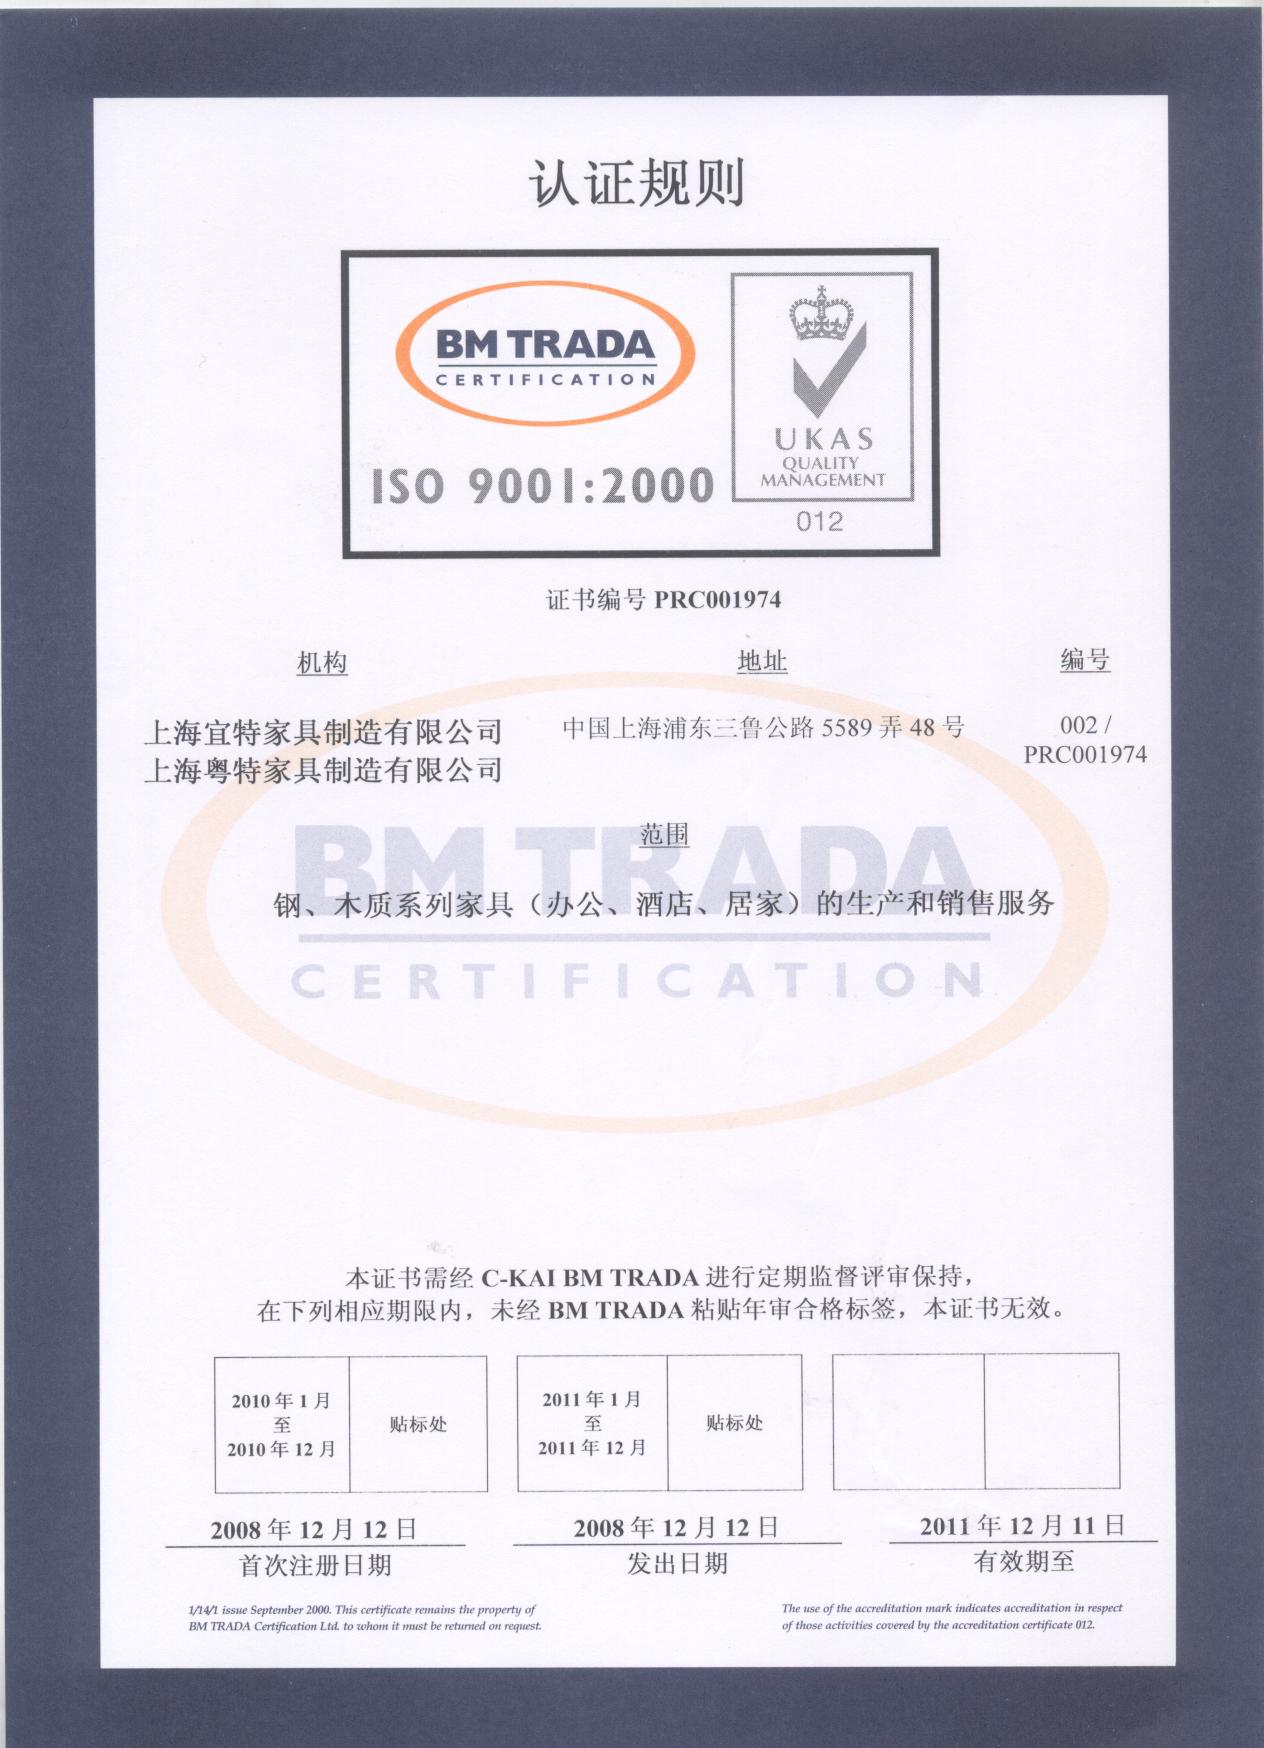 认证规则
BM TRADA
CERTIFICATION
ISO 9001:2000
UKAS
QUALITY
MANAGEMENT
012
证书编号 PRC001974
机构 地址 编号
上海宜特家具制造有限公司 中国上海浦东三鲁公路 5589 弄 48 号 002 /
上海粤特家具制造有限公司 PRC001974
范围
BM TRADA
钢、木质系列家具（办公、酒店、居家）的生产和销售服务
CERTIFICATION
本证书需经 C-KAI BM TRADA 进行定期监督评审保持，
在下列相应期限内，未经 BM TRADA 粘贴年审合格标签，本证书无效。
2010 年 1 月
至
2010 年 12 月
贴标处
2011 年 1 月
至
2011 年 12 月
贴标处
2008 年 12 月 12 日 2008 年 12 月 12 日 2011 年 12 月 11 日
首次注册日期 发出日期 有效期至
1/14/1 issue September 2000. This certificate remains the property of
BM TRADA Certification Ltd. to whom it must be returned on request.
The use of the accreditation mark indicates accreditation in respect
of those activities covered by the accreditation certificate 012.